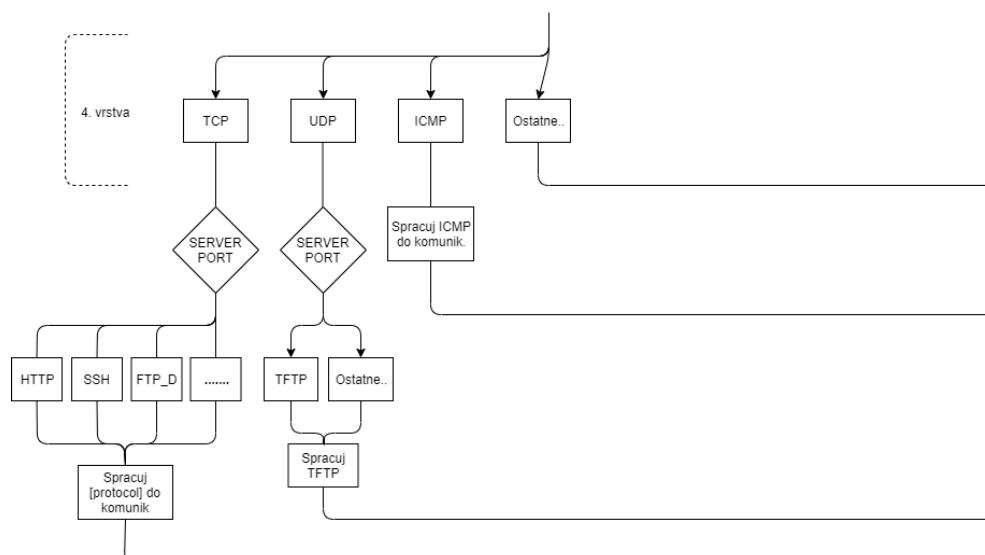 4. vrstva
TCP
UDP
ICMP
Ostatne..
SERVER
PORT
SERVER
PORT
Spracuj ICMP
do komunik.
HTTP
SSH
FTP_D
.......
TFTP
Ostatne..
Spracuj
TFTP
Spracuj
[protocol] do
komunik